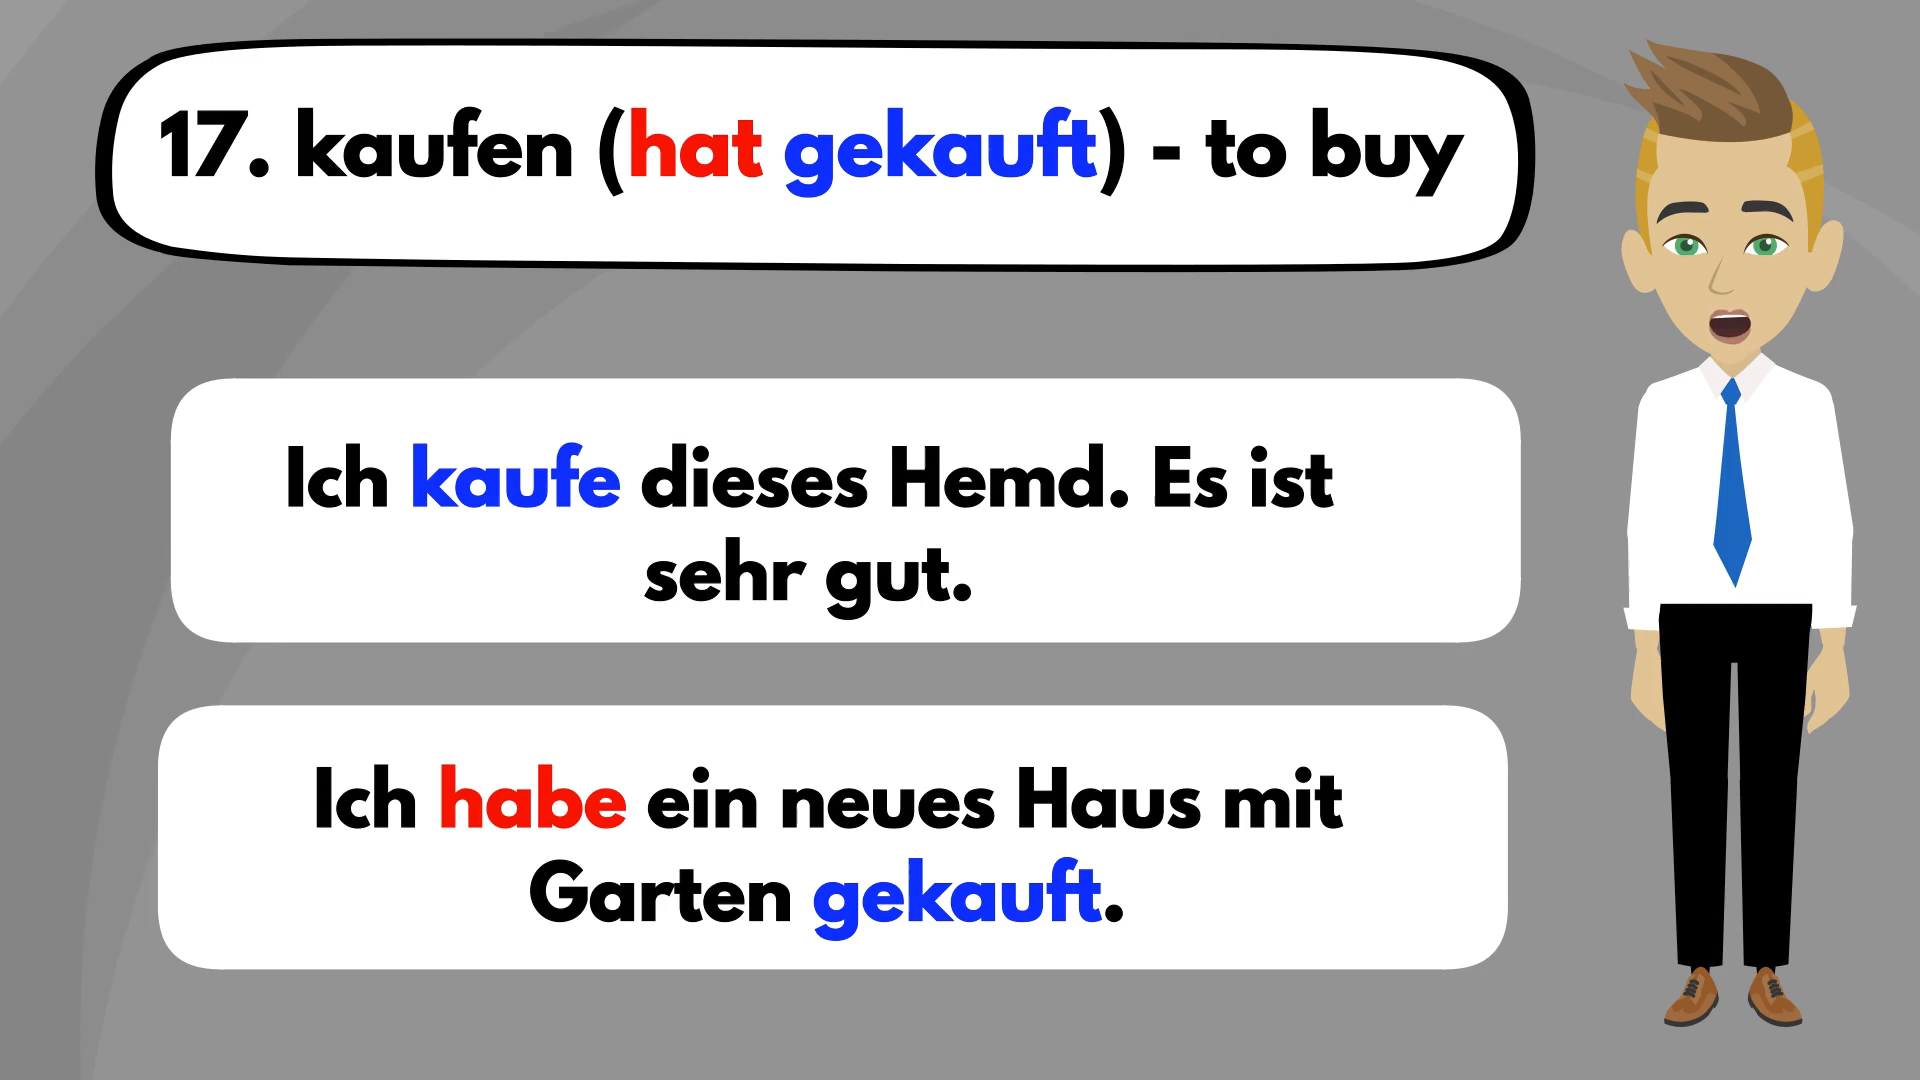 17. kaufen (hat gekauft) - to buy
Ich kaufe dieses Hemd. Es ist
sehr gut.
Ich habe ein neues Haus mit
Garten gekauft.